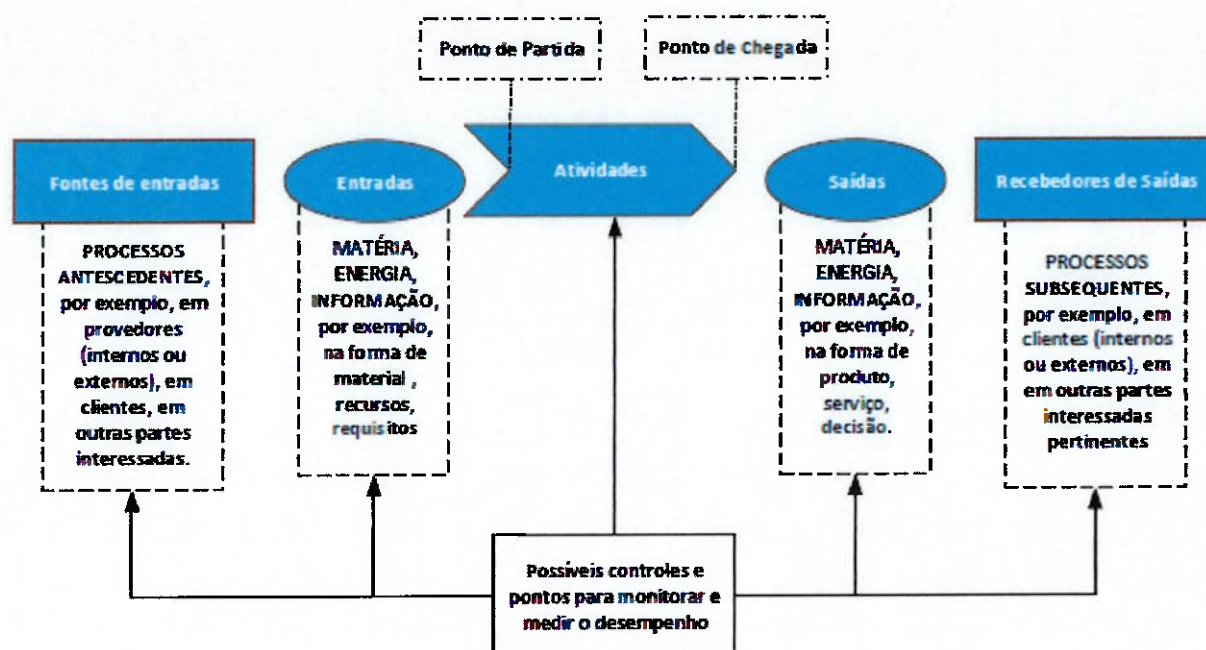 Ponto de Partida
Ponto de Chegada
Fontes de entradas
Entradas
Atividades
Saídas
Recebedores de Saídas
PROCESSOS
ANTESCEDENTES,
por exemplo, em
provedores
(internos ou
externos), em
clientes, em
outras partes
interessadas.
MATÉRIA,
ENERGIA,
INFORMAÇÃO,
por exemplo,
na forma de
material ,
recursos,
requisitos
MATÉRIA,
ENERGIA,
INFORMAÇÃO,
por exemplo,
na forma de
produto,
serviço,
decisão.
PROCESSOS
SUBSEQUENTES,
por exemplo, em
clientes (internos
ou externos), em
em outras partes
interessadas
pertinentes
Possíveis controles e
pontos para monitorar e
medir o desempenho